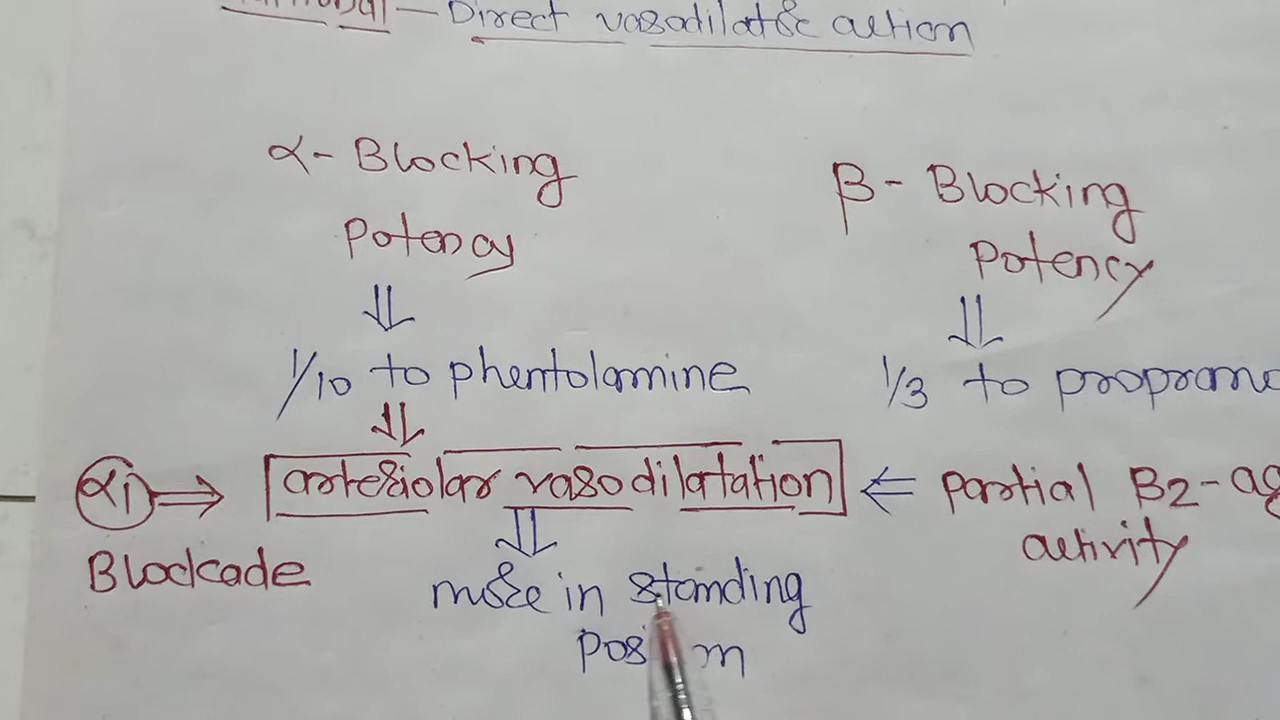 — Direct vasodilator action
α- Blocking
potency
β- Blocking
potency
⇓
⇓
1/10 to phentolamine
1/3 to propran
⇓
α1 ⇒ arteriolar vasodilatation ⇐ partial β2-ag
Blockade
activity
⇓
more in standing